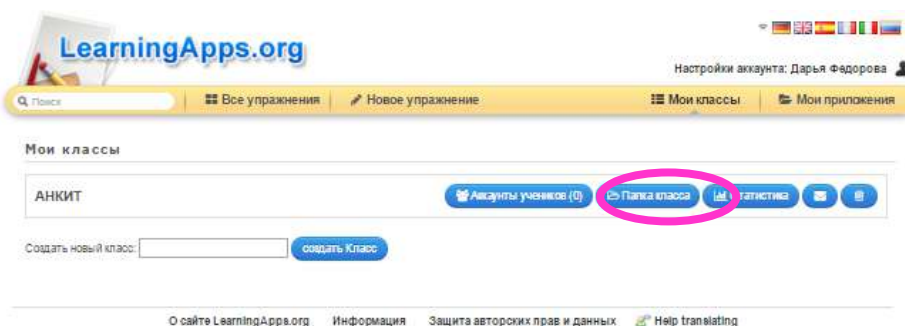 LearningApps.org
Настройки аккаунта: Дарья Федорова
Поиск
Все упражнения
Новое упражнение
Мои классы
Мои приложения
Мои классы
АНКИТ
Аккаунты учеников (0)
Папка класса
Статистика
Создать новый класс:
создать Класс
О сайте LearningApps.org
Информация
Защита авторских прав и данных
Help translating